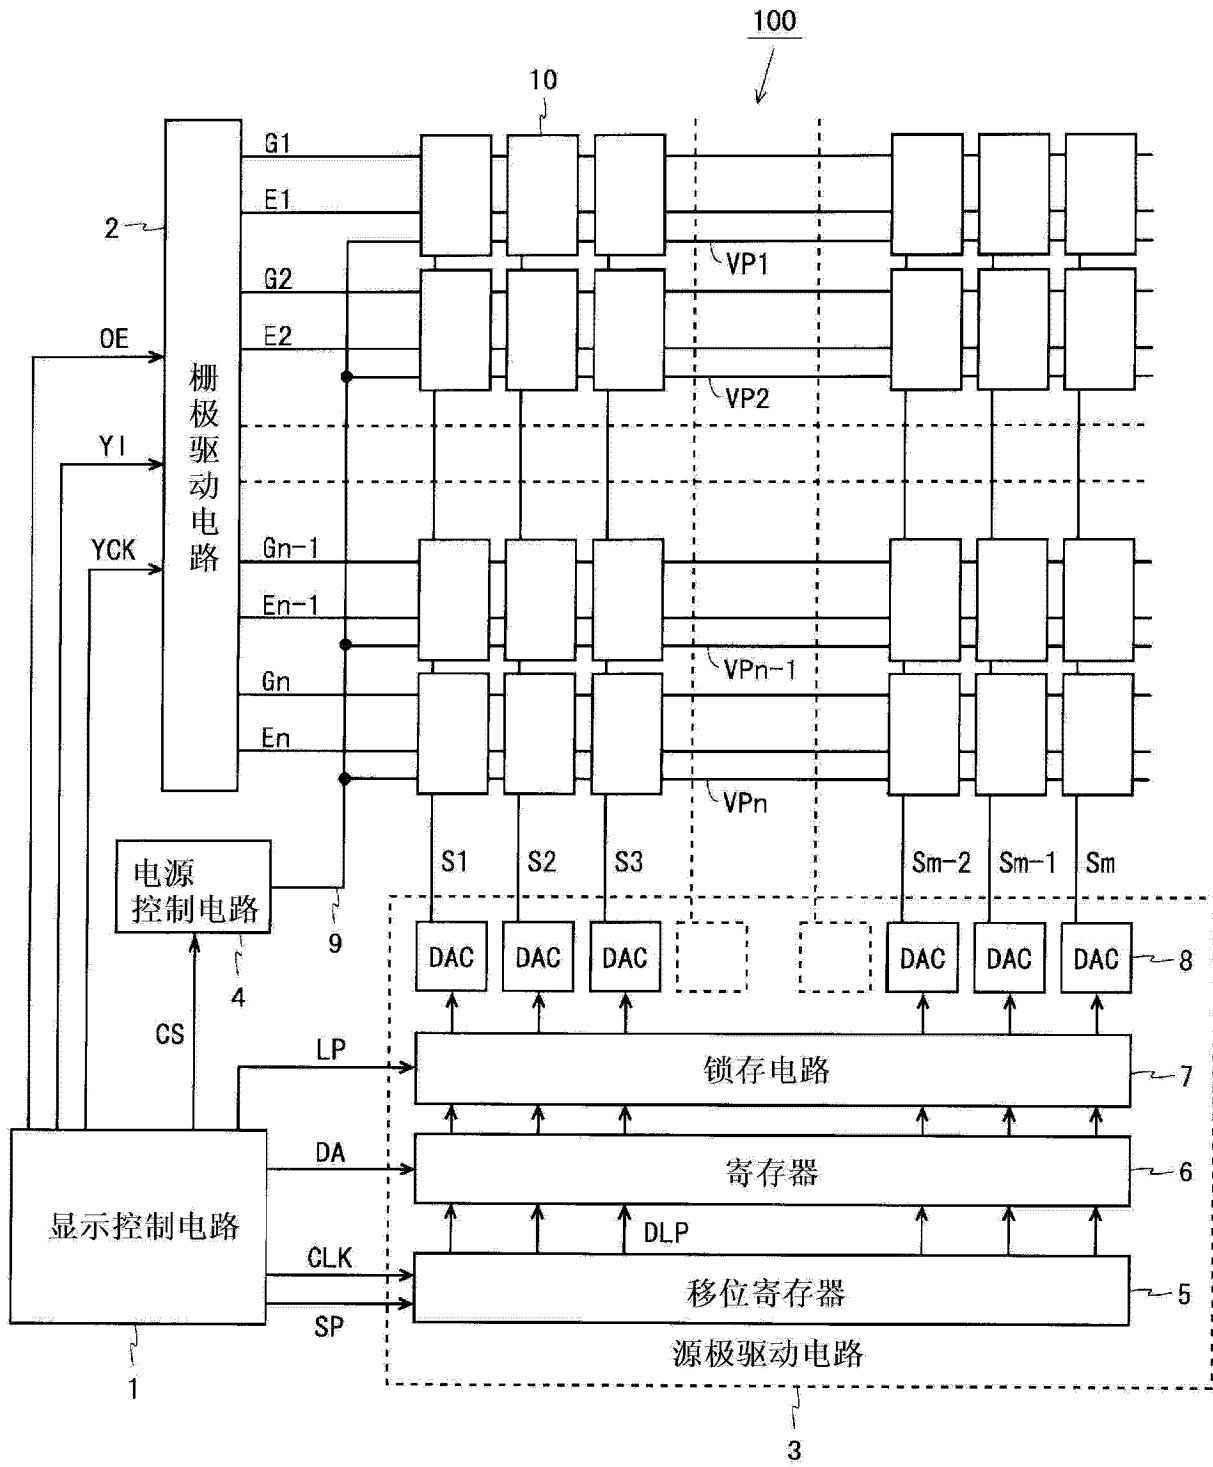 100
10
G1
E1
2
VP1
G2
E2
OE
VP2
栅极驱动电路
YI
YCK
Gn-1
En-1
VPn-1
Gn
En
VPn
S1
S2
S3
Sm-2
Sm-1
Sm
电源
控制电路
9
4
DAC
DAC
DAC
DAC
DAC
DAC
8
CS
LP
锁存电路
7
DA
寄存器
6
显示控制电路
DLP
CLK
移位寄存器
5
SP
源极驱动电路
1
3